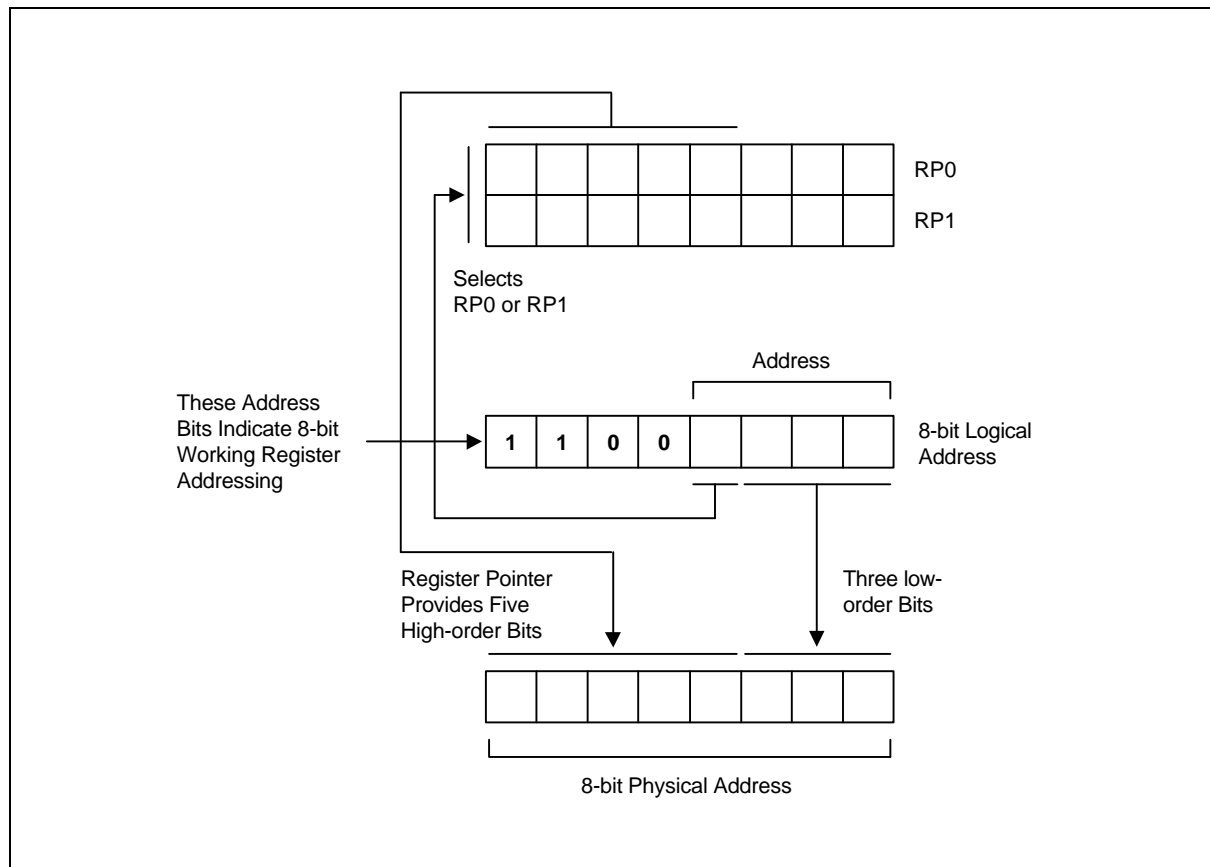 RP0
RP1
Selects
RP0 or RP1
Address
These Address
Bits Indicate 8-bit
Working Register
Addressing
1 1 0 0
8-bit Logical
Address
Register Pointer
Provides Five
High-order Bits
Three low-
order Bits
8-bit Physical Address